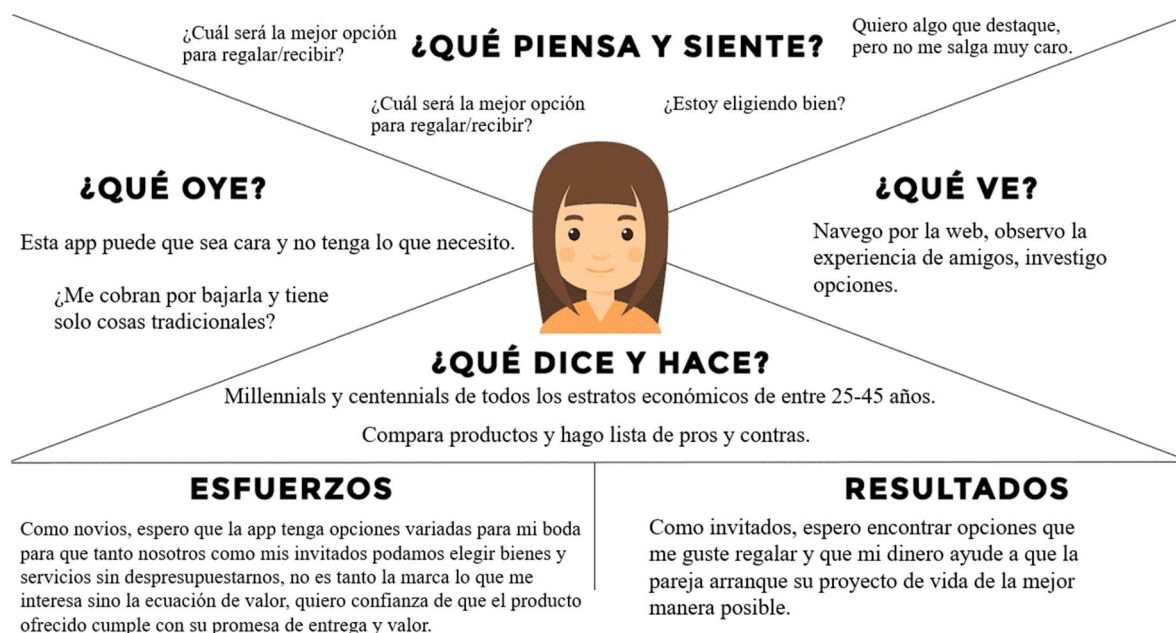 ¿Cuál será la mejor opción
para regalar/recibir?
¿QUÉ PIENSA Y SIENTE?
Quiero algo que destaque,
pero no me salga muy caro.
¿Cuál será la mejor opción
para regalar/recibir?
¿Estoy eligiendo bien?
¿QUÉ OYE?
Esta app puede que sea cara y no tenga lo que necesito.
¿Me cobran por bajarla y tiene
solo cosas tradicionales?
¿QUÉ VE?
Navego por la web, observo la
experiencia de amigos, investigo
opciones.
¿QUÉ DICE Y HACE?
Millennials y centennials de todos los estratos económicos de entre 25-45 años.
Compara productos y hago lista de pros y contras.
ESFUERZOS
Como novios, espero que la app tenga opciones variadas para mi boda
para que tanto nosotros como mis invitados podamos elegir bienes y
servicios sin despresupuestarnos, no es tanto la marca lo que me
interesa sino la ecuación de valor, quiero confianza de que el producto
ofrecido cumple con su promesa de entrega y valor.
RESULTADOS
Como invitados, espero encontrar opciones que
me guste regalar y que mi dinero ayude a que la
pareja arranque su proyecto de vida de la mejor
manera posible.